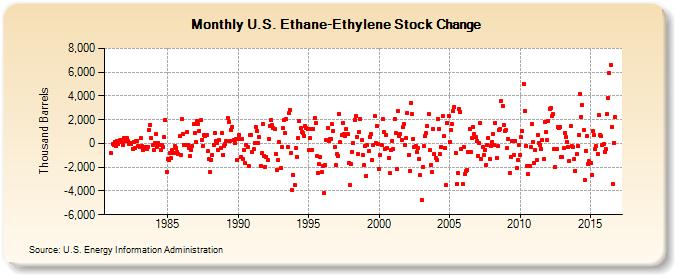 Monthly U.S. Ethane-Ethylene Stock Change
Thousand Barrels
8,000
6,000
4,000
2,000
0
-2,000
-4,000
-6,000
1985 1990 1995 2000 2005 2010 2015
Source: U.S. Energy Information Administration